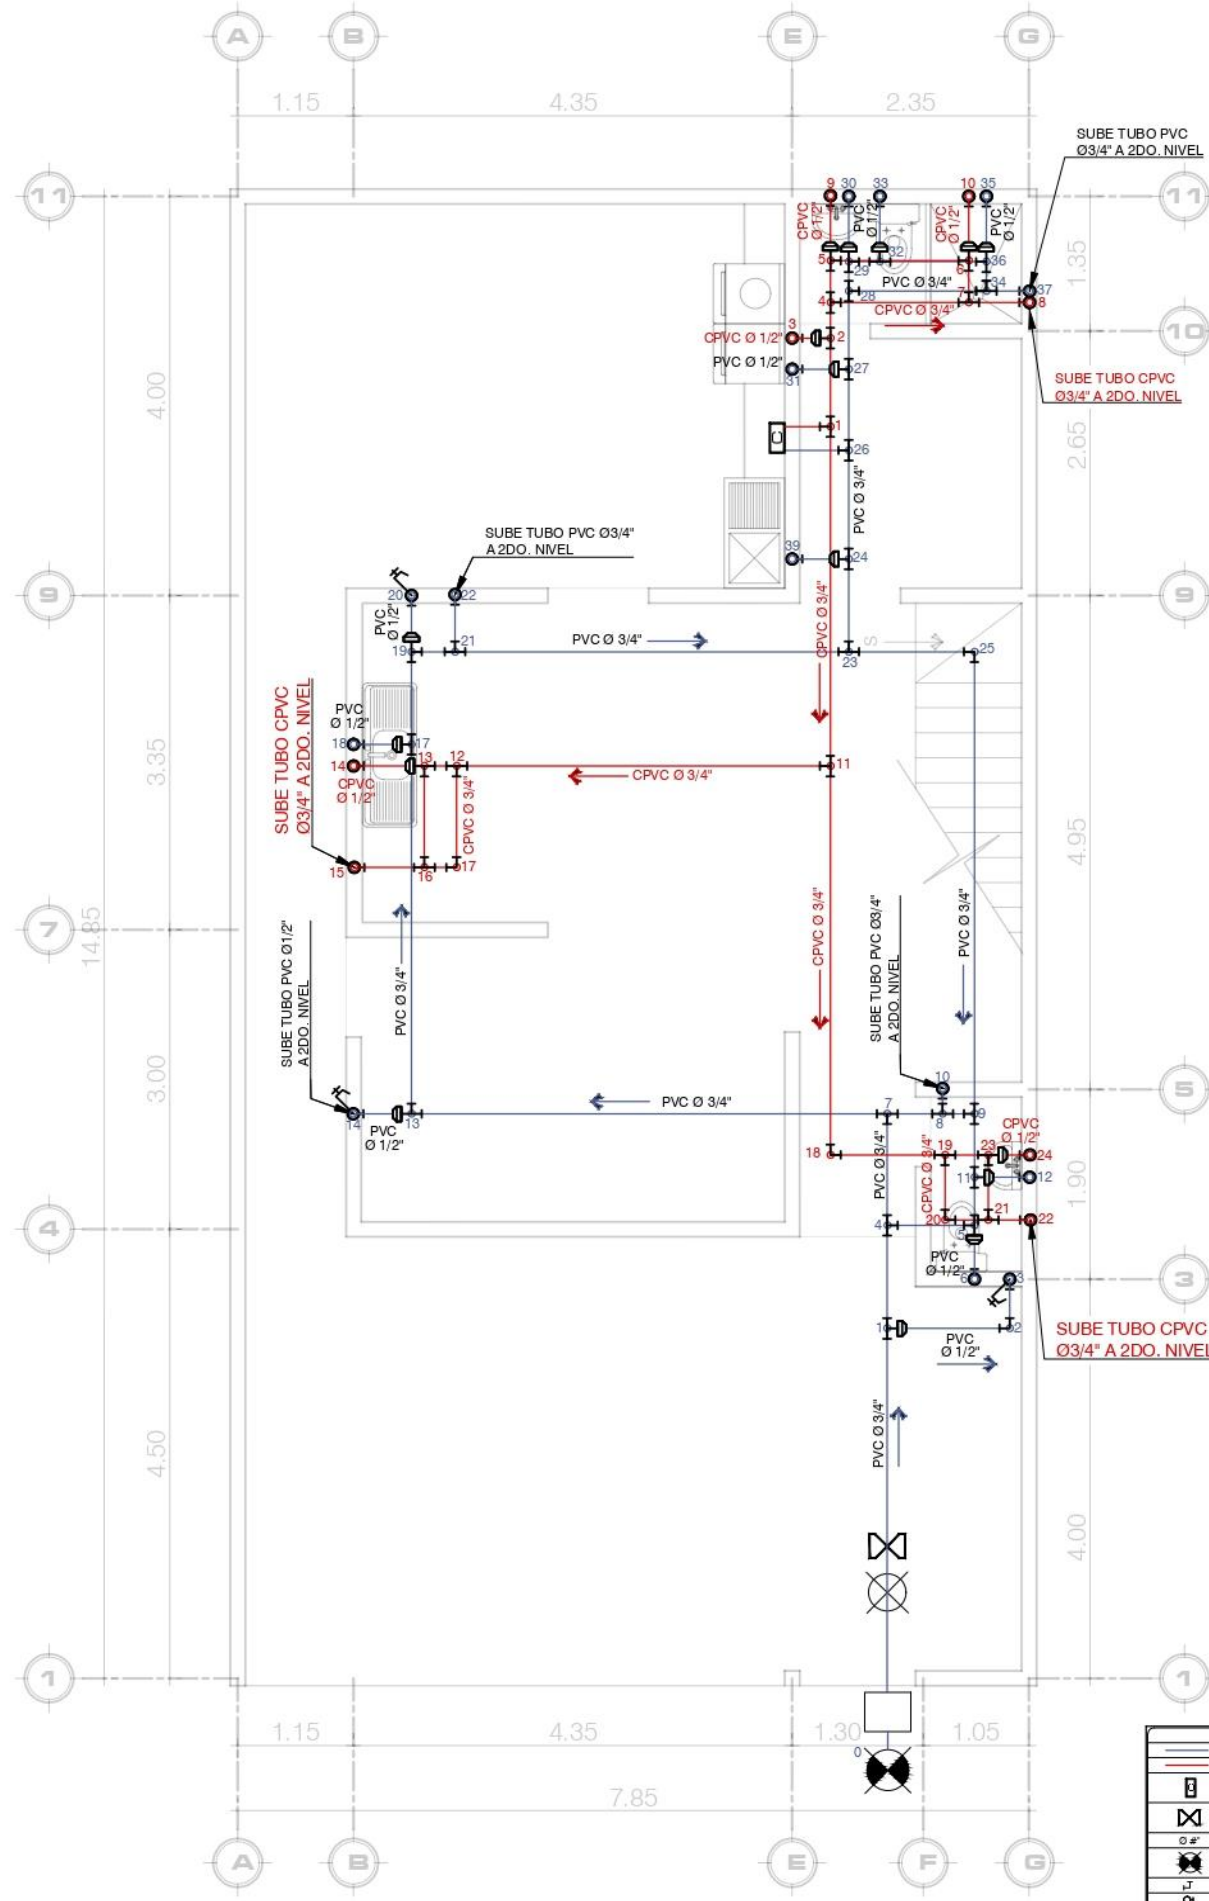 A
B
E
G
1.15
4.35
2.35
SUBE TUBO PVC
Ø3/4" A 2DO. NIVEL
11
9
30
33
10
35
11
CPVC
Ø 1/2"
PVC
Ø 1/2"
CPVC
Ø 1/2"
PVC
Ø 1/2"
1.35
5
29
32
6
36
28
PVC Ø 3/4"
34
37
4
CPVC Ø 3/4"
7
8
10
3
CPVC Ø 1/2"
2
PVC Ø 1/2"
27
31
SUBE TUBO CPVC
Ø3/4" A 2DO. NIVEL
4.00
1
C
26
2.65
PVC Ø 3/4"
SUBE TUBO PVC Ø3/4"
A 2DO. NIVEL
39
24
9
20
22
9
PVC
Ø 1/2"
CPVC Ø 3/4"
19
21
PVC Ø 3/4"
S
23
25
SUBE TUBO CPVC
Ø3/4" A 2DO. NIVEL
PVC
Ø 1/2"
18
17
3.35
14
13
12
11
CPVC
Ø 1/2"
CPVC Ø 3/4"
CPVC Ø 3/4"
15
16
17
4.95
7
14.85
SUBE TUBO PVC Ø1/2"
A 2DO. NIVEL
PVC Ø 3/4"
CPVC Ø 3/4"
SUBE TUBO PVC Ø3/4"
A 2DO. NIVEL
PVC Ø 3/4"
3.00
10
5
14
PVC
Ø 1/2"
13
PVC Ø 3/4"
7
8
9
CPVC
Ø 1/2"
18
PVC Ø 3/4"
CPVC Ø 3/4"
19
23
24
11
12
1.90
4
4
20
5
21
22
PVC
Ø 1/2"
6
3
3
1
2
PVC
Ø 1/2"
SUBE TUBO CPVC
Ø3/4" A 2DO. NIVEL
PVC Ø 3/4"
4.50
4.00
1
1
1.15
4.35
1.30
1.05
0
7.85
C
Ø #"
A
B
E
F
G